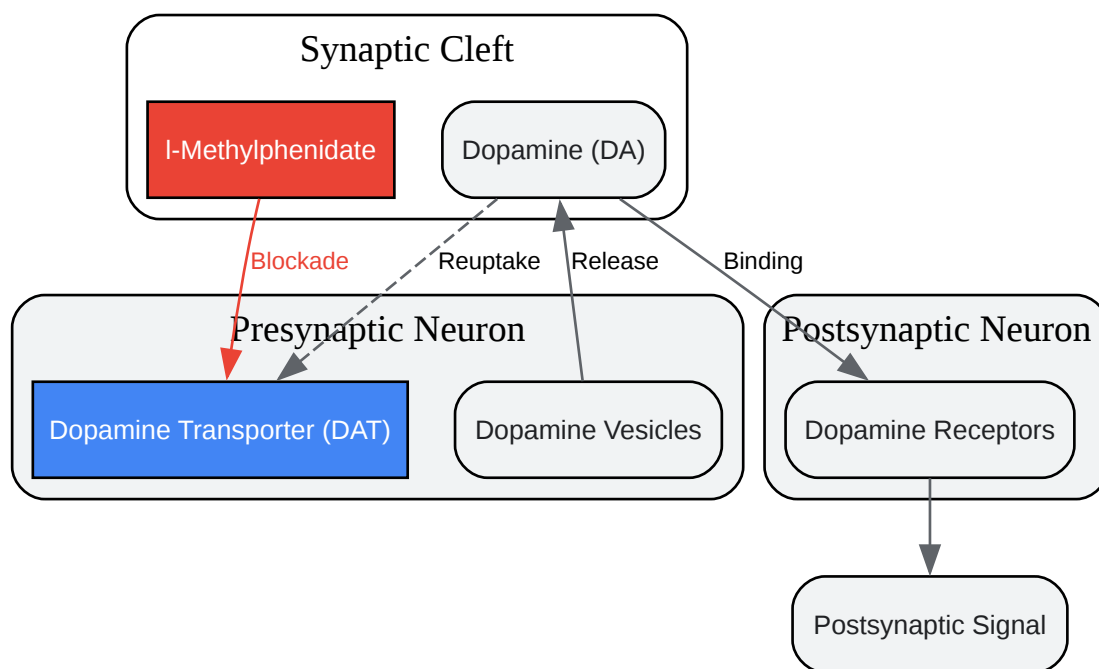 Synaptic Cleft
l-Methylphenidate
Dopamine (DA)
Blockade
Reuptake
Release
Binding
Presynaptic Neuron
Postsynaptic Neuron
Dopamine Transporter (DAT)
Dopamine Vesicles
Dopamine Receptors
Postsynaptic Signal